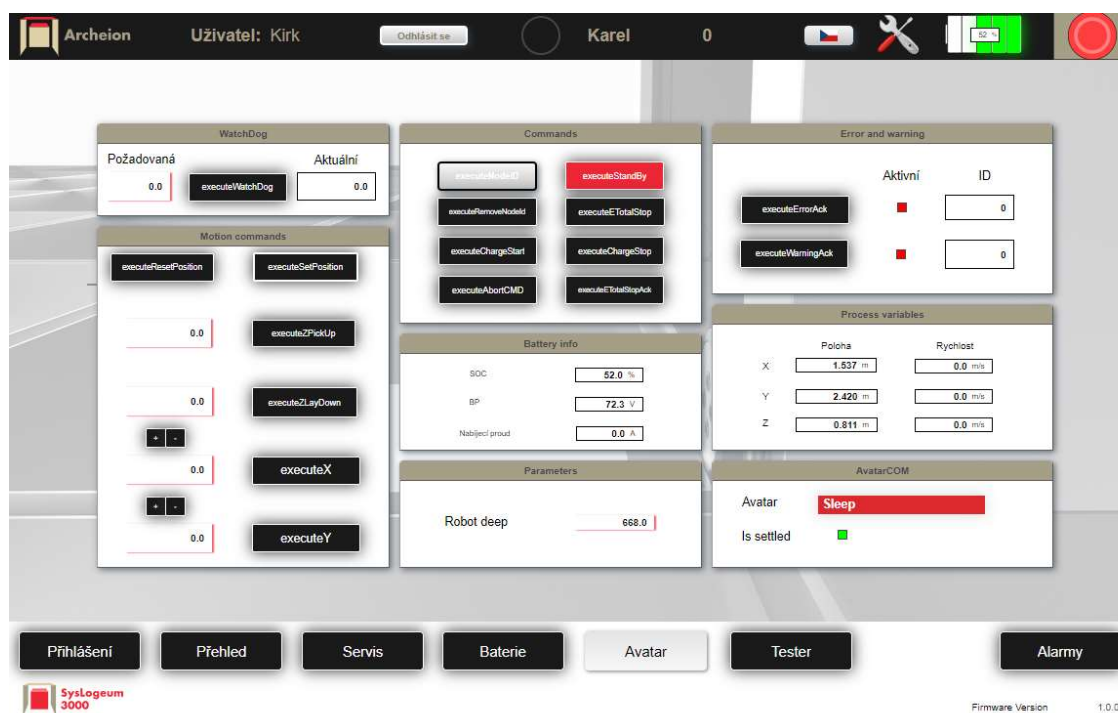 Archeion Uživatel: Kirk Odhlásit se Karel 0 52 %
WatchDog
Požadovaná Aktuální
0.0 executeWatchDog 0.0
Motion commands
executeResetPosition executeSetPosition
0.0 executeZPickUp
0.0 executeZLayDown
+ -
0.0 executeX
+ -
0.0 executeY
Commands
executeNodeID executeStandBy
executeRemoveNodeId executeETotalStop
executeChargeStart executeChargeStop
executeAbortCMD executeETotalStopAck
Battery info
SOC 52.0 %
BP 72.3 V
Nabíjecí proud 0.0 A
Parameters
Robot deep 668.0
Error and warning
Aktivní ID
executeErrorAck 0
executeWarningAck 0
Process variables
Poloha Rychlost
X 1.537 m 0.0 m/s
Y 2.420 m 0.0 m/s
Z 0.811 m 0.0 m/s
AvatarCOM
Avatar Sleep
Is settled
Přihlášení Přehled Servis Baterie Avatar Tester Alarmy
SysLogeum
3000
Firmware Version 1.0.0